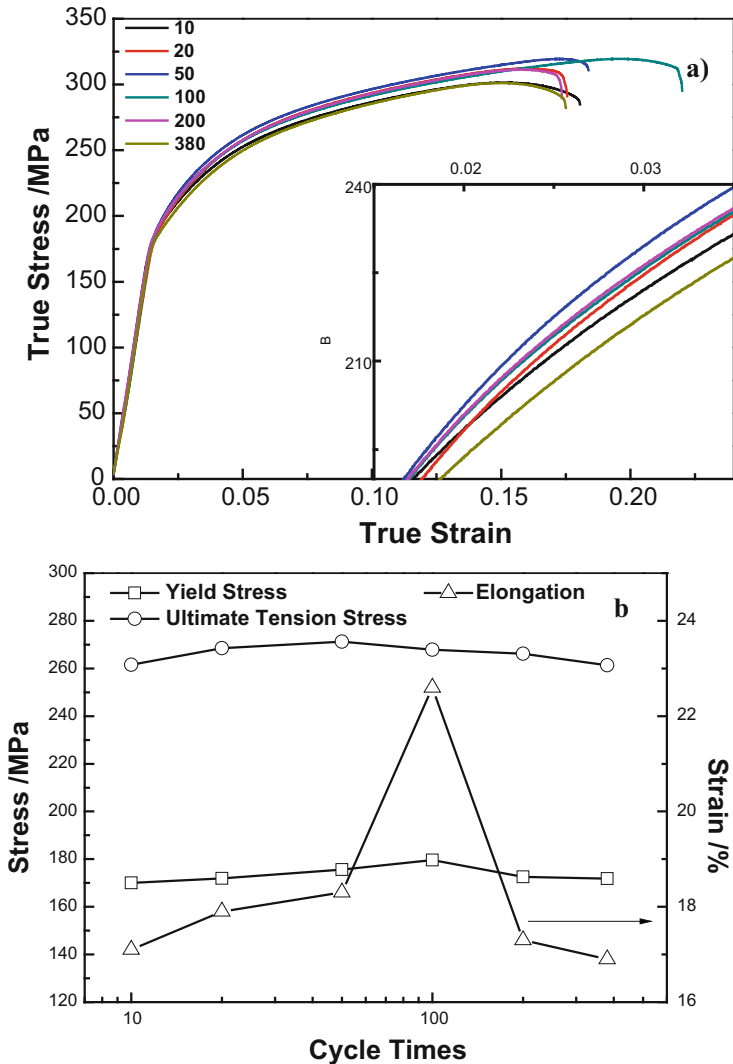 350
300
250
200
150
100
50
0
True Stress /MPa
10
20
50
100
200
380
a)
0.02 0.03
240
210
B
0.00 0.05 0.10 0.15 0.20
True Strain
300
280
260
240
220
200
180
160
140
120
Stress /MPa
Yield Stress
Elongation
Ultimate Tension Stress
b
24
22
20
18
16
Strain /%
10 100
Cycle Times